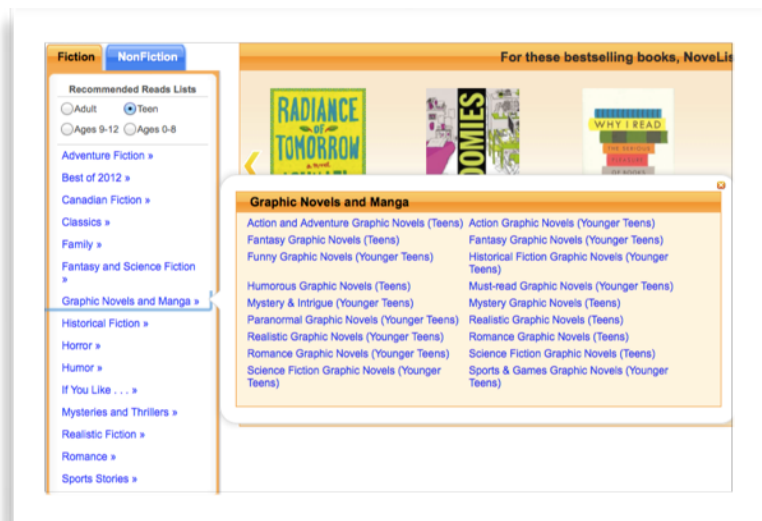 Fiction
NonFiction
For these bestselling books, NoveLis
Recommended Reads Lists
Adult Teen
Ages 9-12 Ages 0-8
Adventure Fiction »
Best of 2012 »
Canadian Fiction »
Classics »
Family »
Fantasy and Science Fiction
»
Graphic Novels and Manga »
Historical Fiction »
Horror »
Humor »
If You Like . . . »
Mysteries and Thrillers »
Realistic Fiction »
Romance »
Sports Stories »
RADIANCE
OF
TOMORROW
A Novel
OOMIES
WHY I READ
THE SERIOUS
PLEASURE
OF BOOKS
Graphic Novels and Manga
Action and Adventure Graphic Novels (Teens) Action Graphic Novels (Younger Teens)
Fantasy Graphic Novels (Teens) Fantasy Graphic Novels (Younger Teens)
Funny Graphic Novels (Younger Teens) Historical Fiction Graphic Novels (Younger
Teens)
Humorous Graphic Novels (Teens) Must-read Graphic Novels (Younger Teens)
Mystery & Intrigue (Younger Teens) Mystery Graphic Novels (Teens)
Paranormal Graphic Novels (Younger Teens) Realistic Graphic Novels (Teens)
Realistic Graphic Novels (Younger Teens) Romance Graphic Novels (Teens)
Romance Graphic Novels (Younger Teens) Science Fiction Graphic Novels (Teens)
Science Fiction Graphic Novels (Younger Sports & Games Graphic Novels (Younger
Teens) Teens)